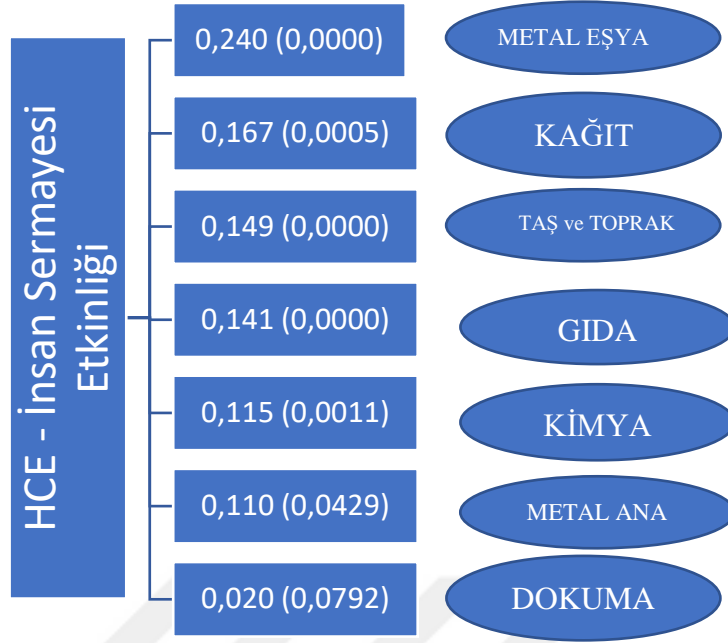 HCE - İnsan Sermayesi
Etkinliği
0,240 (0,0000)
METAL EŞYA
0,167 (0,0005)
KAĞIT
0,149 (0,0000)
TAŞ ve TOPRAK
0,141 (0,0000)
GIDA
0,115 (0,0011)
KİMYA
0,110 (0,0429)
METAL ANA
0,020 (0,0792)
DOKUMA